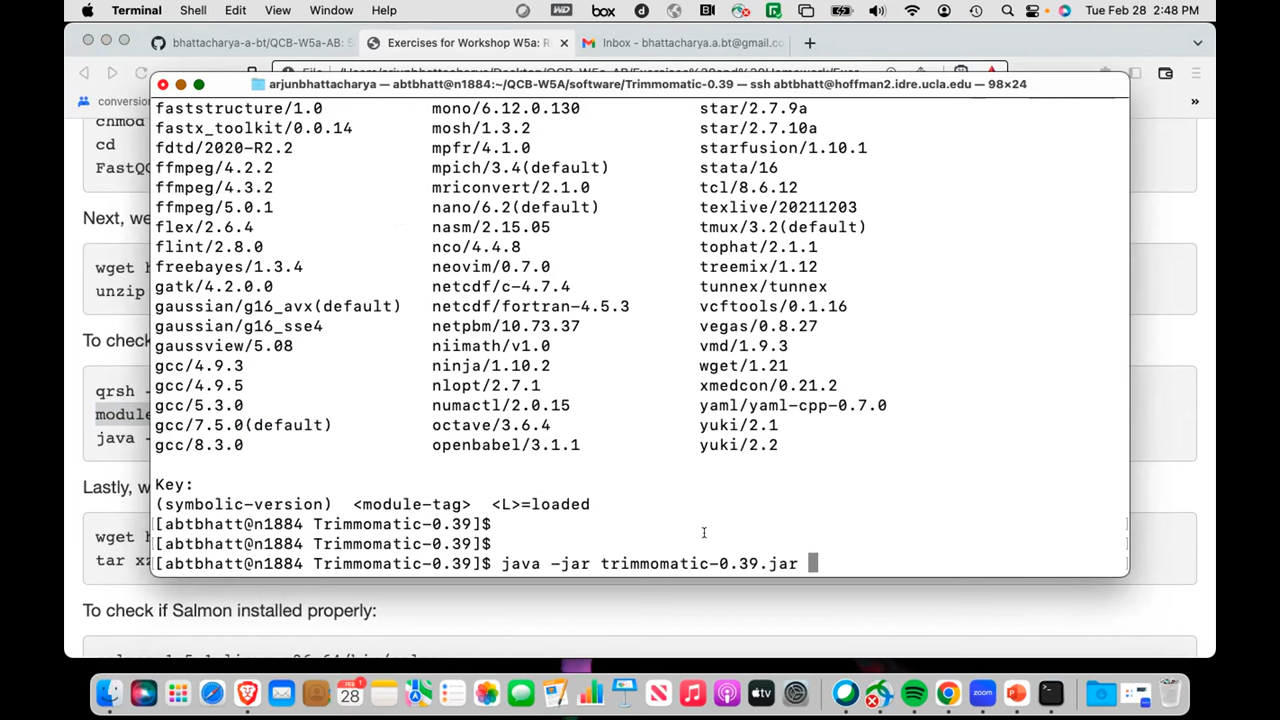 Terminal Shell Edit View Window Help Tue Feb 28 2:48 PM
bhattacharya-a-bt/QCB-W5a-AB: S Exercises for Workshop W5a: R Inbox - bhattacharya.a.bt@gmail.co
conversion
arjunbhattacharya — abtbhatt@n1884:~/QCB-W5A/software/Trimmomatic-0.39 — ssh abtbhatt@hoffman2.idre.ucla.edu — 98×24
chmod
cd
FastQC
Next, we
wget h
unzip
To check
qrsh -
module
java -
Lastly, w
wget h
tar xz
faststructure/1.0 mono/6.12.0.130 star/2.7.9a
fastx_toolkit/0.0.14 mosh/1.3.2 star/2.7.10a
fdtd/2020-R2.2 mpfr/4.1.0 starfusion/1.10.1
ffmpeg/4.2.2 mpich/3.4(default) stata/16
ffmpeg/4.3.2 mriconvert/2.1.0 tcl/8.6.12
ffmpeg/5.0.1 nano/6.2(default) texlive/20211203
flex/2.6.4 nasm/2.15.05 tmux/3.2(default)
flint/2.8.0 nco/4.4.8 tophat/2.1.1
freebayes/1.3.4 neovim/0.7.0 treemix/1.12
gatk/4.2.0.0 netcdf/c-4.7.4 tunnex/tunnex
gaussian/g16_avx(default) netcdf/fortran-4.5.3 vcftools/0.1.16
gaussian/g16_sse4 netpbm/10.73.37 vegas/0.8.27
gaussview/5.08 niimath/v1.0 vmd/1.9.3
gcc/4.9.3 ninja/1.10.2 wget/1.21
gcc/4.9.5 nlopt/2.7.1 xmedcon/0.21.2
gcc/5.3.0 numactl/2.0.15 yaml/yaml-cpp-0.7.0
gcc/7.5.0(default) octave/3.6.4 yuki/2.1
gcc/8.3.0 openbabel/3.1.1 yuki/2.2
Key:
(symbolic-version) <module-tag> <L>=loaded
[abtbhatt@n1884 Trimmomatic-0.39]$
[abtbhatt@n1884 Trimmomatic-0.39]$
[abtbhatt@n1884 Trimmomatic-0.39]$ java -jar trimmomatic-0.39.jar
To check if Salmon installed properly: